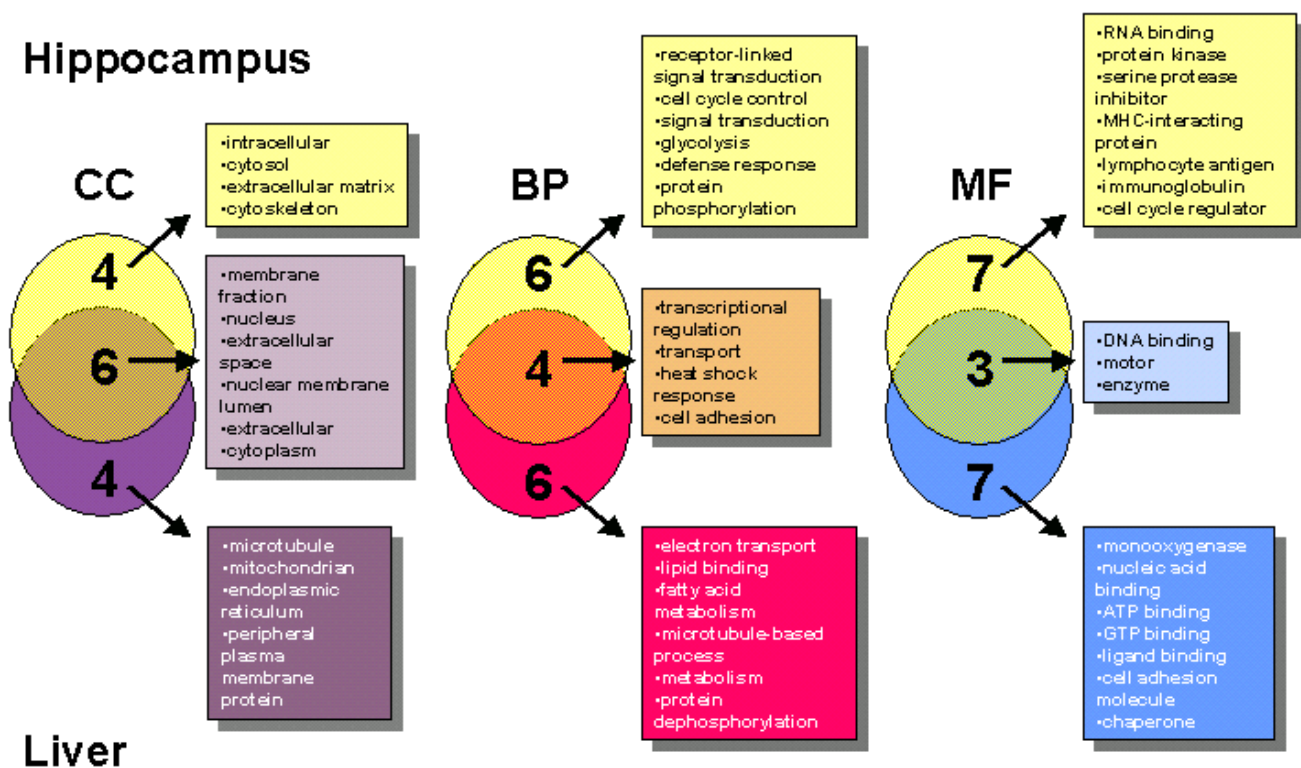 Hippocampus
CC
•intracellular
•cytosol
•extracellular matrix
•cytoskeleton
4
6
4
•membrane
fraction
•nucleus
•extracellular
space
•nuclear membrane
lumen
•extracellular
•cytoplasm
•microtubule
•mitochondrian
•endoplasmic
reticulum
•peripheral
plasma
membrane
protein
BP
•receptor-linked
signal transduction
•cell cycle control
•signal transduction
•glycolysis
•defense response
•protein
phosphorylation
6
4
6
•transcriptional
regulation
•transport
•heat shock
response
•cell adhesion
•electron transport
•lipid binding
•fatty acid
metabolism
•microtubule-based
process
•metabolism
•protein
dephosphorylation
MF
•RNA binding
•protein kinase
•serine protease
inhibitor
•MHC-interacting
protein
•lymphocyte antigen
•immunoglobulin
•cell cycle regulator
7
3
7
•DNA binding
•motor
•enzyme
•monooxygenase
•nucleic acid
binding
•ATP binding
•GTP binding
•ligand binding
•cell adhesion
molecule
•chaperone
Liver